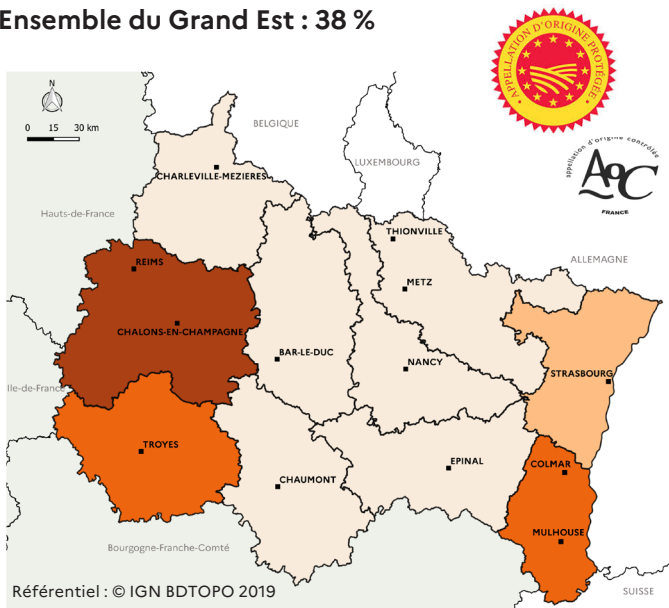 Ensemble du Grand Est : 38 %
APPELLATION D'ORIGINE PROTÉGÉE
N
0 15 30 km
BELGIQUE
LUXEMBOURG
appellation d'origine contrôlée
AOC
FRANCE
CHARLEVILLE-MEZIERES
Hauts-de-France
THIONVILLE
ALLEMAGNE
REIMS
METZ
CHALONS-EN-CHAMPAGNE
BAR-LE-DUC
NANCY
STRASBOURG
Ile-de-France
TROYES
EPINAL
COLMAR
CHAUMONT
MULHOUSE
Bourgogne-Franche-Comté
Référentiel : © IGN BDTOPO 2019
SUISSE